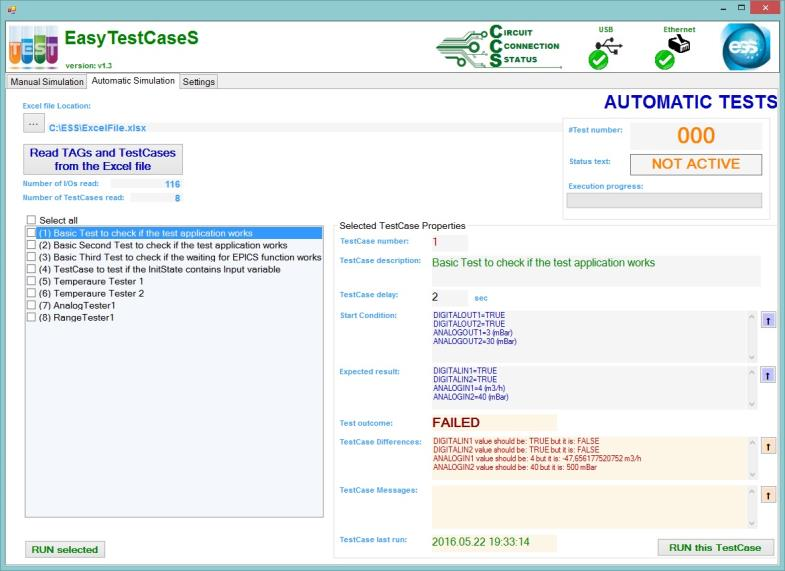 EasyTestCaseS
version: v1.3
TEST
CIRCUIT
CONNECTION
STATUS
USB
Ethernet
ess
Manual Simulation
Automatic Simulation
Settings
AUTOMATIC TESTS
Excel file Location:
...
C:\ESS\ExcelFile.xlsx
#Test number:
000
Status text:
NOT ACTIVE
Execution progress:
Read TAGs and TestCases
from the Excel file
Number of I/Os read:
116
Number of TestCases read:
8
Select all
(1) Basic Test to check if the test application works
(2) Basic Second Test to check if the test application works
(3) Basic Third Test to check if the waiting for EPICS function works
(4) TestCase to test if the InitState contains Input variable
(5) Temperaure Tester 1
(6) Temperaure Tester 2
(7) AnalogTester1
(8) RangeTester1
RUN selected
Selected TestCase Properties
TestCase number:
1
TestCase description:
Basic Test to check if the test application works
TestCase delay:
2
sec
Start Condition:
DIGITALOUT1=TRUE
DIGITALOUT2=TRUE
ANALOGOUT1=3 (mBar)
ANALOGOUT2=30 (mBar)
Expected result:
DIGITALIN1=TRUE
DIGITALIN2=TRUE
ANALOGIN1=4 (m3/h)
ANALOGIN2=40 (mBar)
Test outcome:
FAILED
TestCase Differences:
DIGITALIN1 value should be: TRUE but it is: FALSE
DIGITALIN2 value should be: TRUE but it is: FALSE
ANALOGIN1 value should be: 4 but it is: -47,656177520752 m3/h
ANALOGIN2 value should be: 40 but it is: 500 mBar
TestCase Messages:
TestCase last run:
2016.05.22 19:33:14
RUN this TestCase